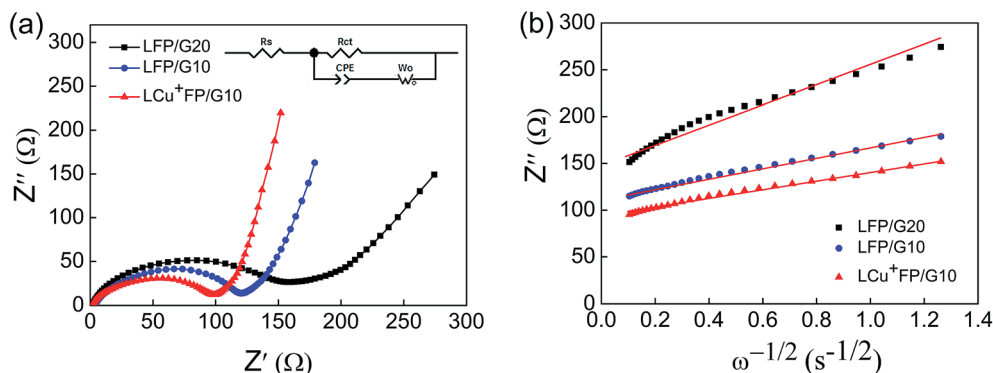 (a)
300
250
200
150
100
50
0
Z″ (Ω)
LFP/G20
LFP/G10
LCu⁺FP/G10
Rs
Rct
CPE
Wo
0 50 100 150 200 250 300
Z′ (Ω)
(b)
300
250
200
150
100
50
0
Z″ (Ω)
LFP/G20
LFP/G10
LCu⁺FP/G10
0.0 0.2 0.4 0.6 0.8 1.0 1.2 1.4
ω⁻¹/² (s⁻¹/²)